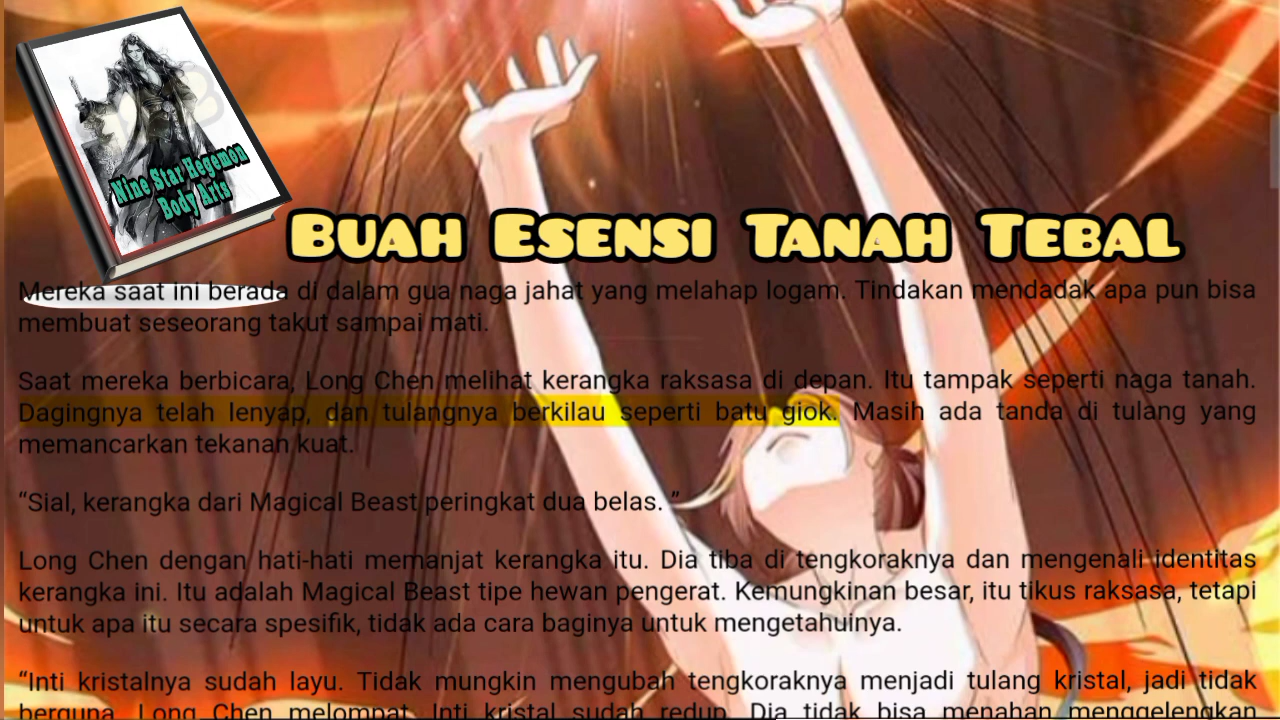 Nine Star Hegemon
Body Arts
Buah Esensi Tanah Tebal
Mereka saat ini berada di dalam gua naga jahat yang melahap logam. Tindakan mendadak apa pun bisa
membuat seseorang takut sampai mati.
Saat mereka berbicara, Long Chen melihat kerangka raksasa di depan. Itu tampak seperti naga tanah.
Dagingnya telah lenyap, dan tulangnya berkilau seperti batu giok. Masih ada tanda di tulang yang
memancarkan tekanan kuat.
“Sial, kerangka dari Magical Beast peringkat dua belas. ”
Long Chen dengan hati-hati memanjat kerangka itu. Dia tiba di tengkoraknya dan mengenali identitas
kerangka ini. Itu adalah Magical Beast tipe hewan pengerat. Kemungkinan besar, itu tikus raksasa, tetapi
untuk apa itu secara spesifik, tidak ada cara baginya untuk mengetahuinya.
“Inti kristalnya sudah layu. Tidak mungkin mengubah tengkoraknya menjadi tulang kristal, jadi tidak
berguna. Long Chen melompat. Inti kristal sudah redup. Dia tidak bisa menahan menggelengkan